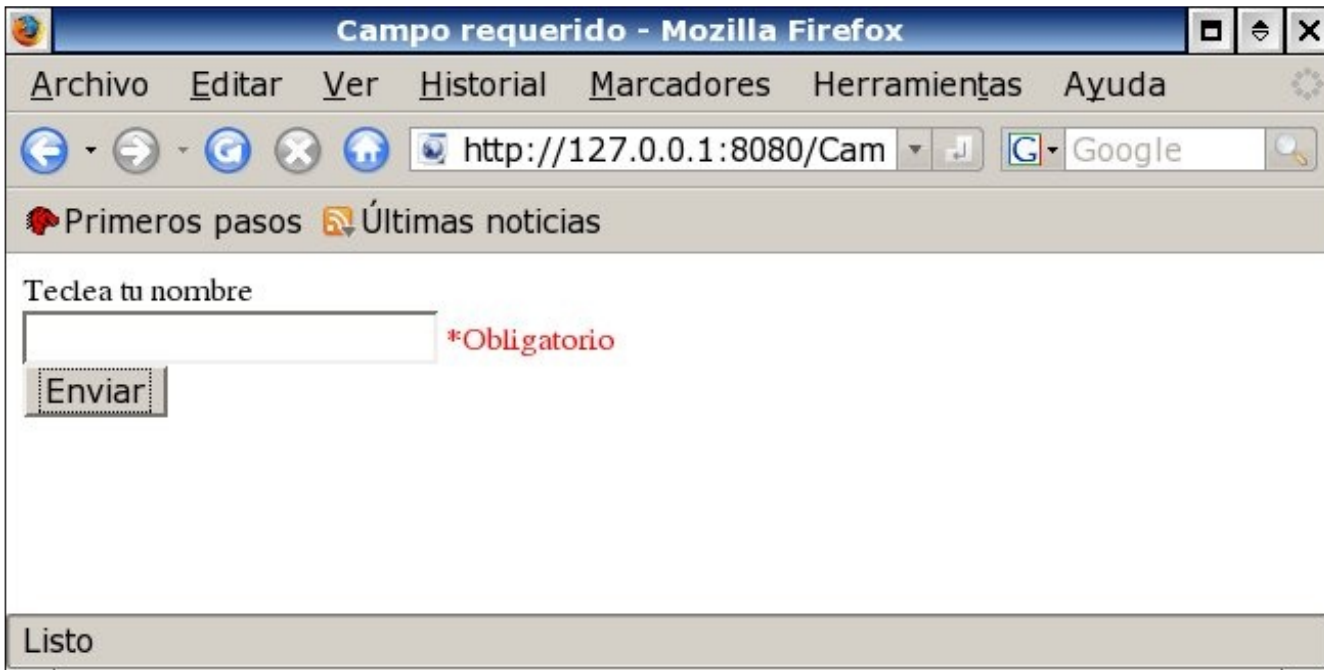 Campo requerido - Mozilla Firefox
Archivo Editar Ver Historial Marcadores Herramientas Ayuda
http://127.0.0.1:8080/Cam G Google
Primeros pasos Últimas noticias
Teclea tu nombre
*Obligatorio
Enviar
Listo